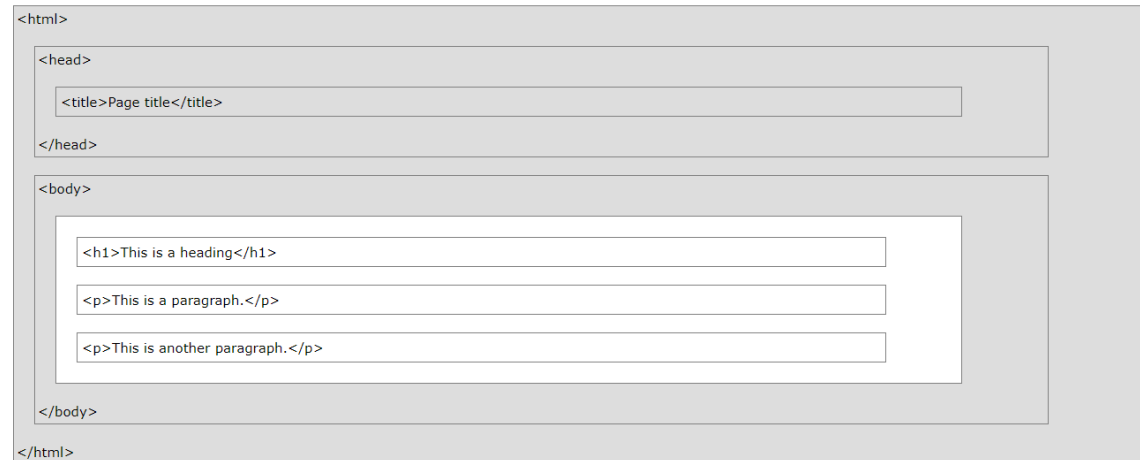 <html>
<head>
<title>Page title</title>
</head>
<body>
<h1>This is a heading</h1>
<p>This is a paragraph.</p>
<p>This is another paragraph.</p>
</body>
</html>